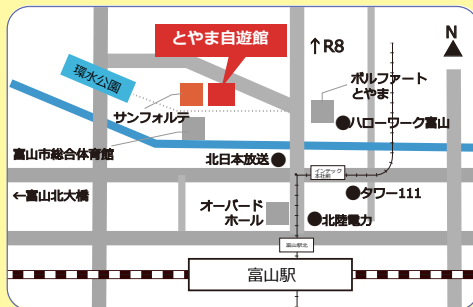 とやま自遊館
↑R8
N
環水公園
ボルファート
とやま
サンフォルテ
ハローワーク富山
富山市総合体育館
北日本放送
インテック
本社前
←富山北大橋
タワー111
オーバード
ホール
北陸電力
富山駅北
富山駅